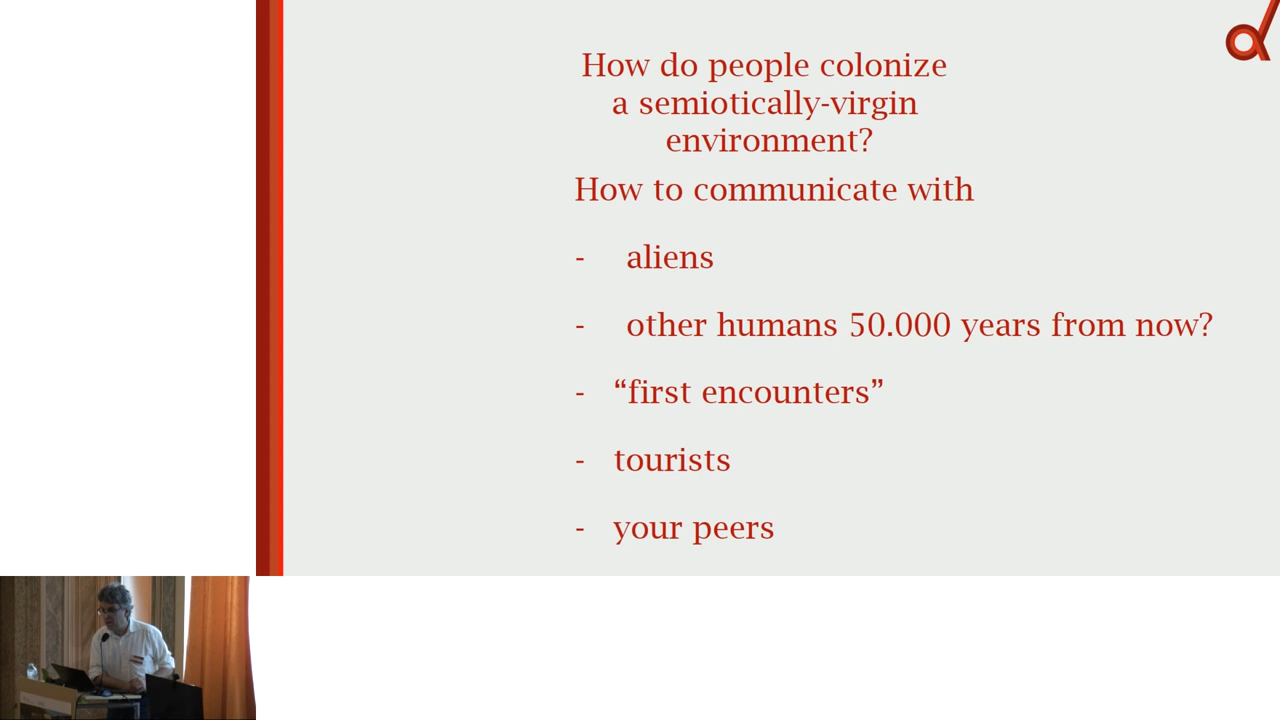 How do people colonize
a semiotically-virgin
environment?
How to communicate with
- aliens
- other humans 50.000 years from now?
- “first encounters”
- tourists
- your peers